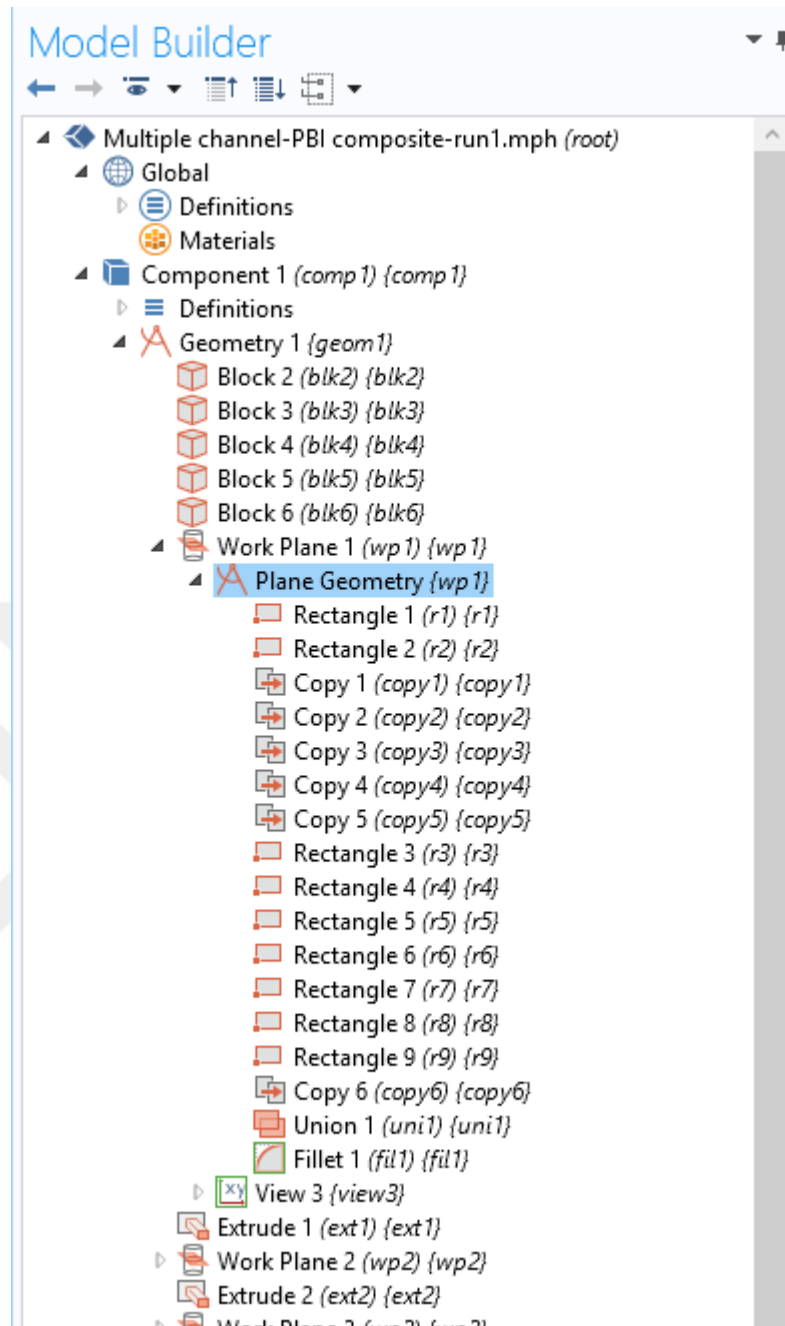 Model Builder
Multiple channel-PBI composite-run1.mph (root)
Global
Definitions
Materials
Component 1 (comp1) {comp1}
Definitions
Geometry 1 {geom1}
Block 2 (blk2) {blk2}
Block 3 (blk3) {blk3}
Block 4 (blk4) {blk4}
Block 5 (blk5) {blk5}
Block 6 (blk6) {blk6}
Work Plane 1 (wp1) {wp1}
Plane Geometry {wp1}
Rectangle 1 (r1) {r1}
Rectangle 2 (r2) {r2}
Copy 1 (copy1) {copy1}
Copy 2 (copy2) {copy2}
Copy 3 (copy3) {copy3}
Copy 4 (copy4) {copy4}
Copy 5 (copy5) {copy5}
Rectangle 3 (r3) {r3}
Rectangle 4 (r4) {r4}
Rectangle 5 (r5) {r5}
Rectangle 6 (r6) {r6}
Rectangle 7 (r7) {r7}
Rectangle 8 (r8) {r8}
Rectangle 9 (r9) {r9}
Copy 6 (copy6) {copy6}
Union 1 (uni1) {uni1}
Fillet 1 (fil1) {fil1}
xy View 3 {view3}
Extrude 1 (ext1) {ext1}
Work Plane 2 (wp2) {wp2}
Extrude 2 (ext2) {ext2}
Work Plane 3 (wp3) {wp3}